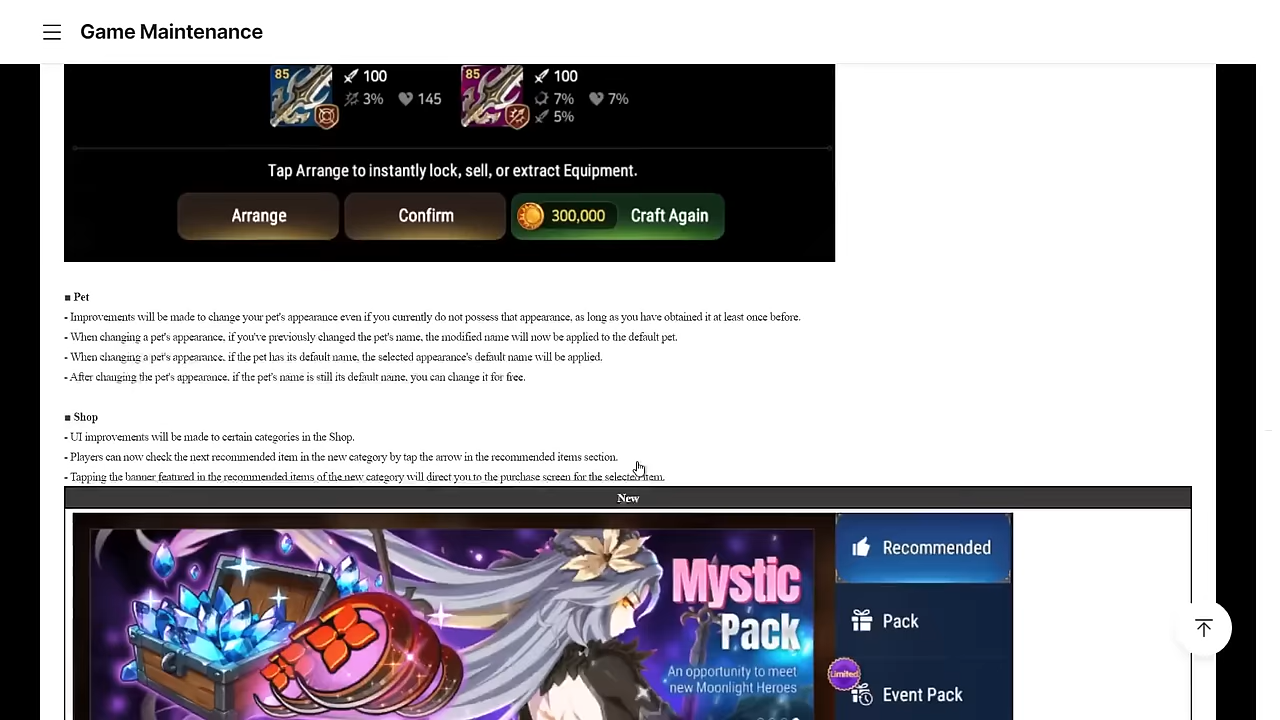 Game Maintenance
85 100 85 100
3% 145 7% 7%
5%
Tap Arrange to instantly lock, sell, or extract Equipment.
Arrange Confirm 300,000 Craft Again
■ Pet
- Improvements will be made to change your pet's appearance even if you currently do not possess that appearance, as long as you have obtained it at least once before.
- When changing a pet's appearance, if you've previously changed the pet's name, the modified name will now be applied to the default pet.
- When changing a pet's appearance, if the pet has its default name, the selected appearance's default name will be applied.
- After changing the pet's appearance, if the pet's name is still its default name, you can change it for free.
■ Shop
- UI improvements will be made to certain categories in the Shop.
- Players can now check the next recommended item in the new category by tap the arrow in the recommended items section.
- Tapping the banner featured in the recommended items of the new category will direct you to the purchase screen for the selected item.
New
Mystic
Pack
An opportunity to meet
new Moonlight Heroes
Recommended
Pack
Limited
Event Pack